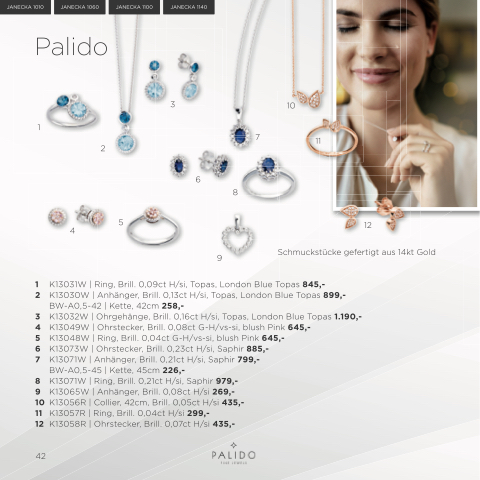 JANECKA 1010 JANECKA 1060 JANECKA 1100 JANECKA 1140
Palido
1
2
3
4
5
6
7
8
9
10
11
12
Schmuckstücke gefertigt aus 14kt Gold
1 K13031W | Ring, Brill. 0,09ct H/si, Topas, London Blue Topas 845,-
2 K13030W | Anhänger, Brill. 0,13ct H/si, Topas, London Blue Topas 899,-
BW-A0,5-42 | Kette, 42cm 258,-
3 K13032W | Ohrgehänge, Brill. 0,16ct H/si, Topas, London Blue Topas 1.190,-
4 K13049W | Ohrstecker, Brill. 0,08ct G-H/vs-si, blush Pink 645,-
5 K13048W | Ring, Brill. 0,04ct G-H/vs-si, blush Pink 645,-
6 K13073W | Ohrstecker, Brill. 0,23ct H/si, Saphir 885,-
7 K13071W | Anhänger, Brill. 0,21ct H/si, Saphir 799,-
BW-A0,5-45 | Kette, 45cm 226,-
8 K13071W | Ring, Brill. 0,21ct H/si, Saphir 979,-
9 K13065W | Anhänger, Brill. 0,08ct H/si 269,-
10 K13056R | Collier, 42cm, Brill. 0,05ct H/si 435,-
11 K13057R | Ring, Brill. 0,04ct H/si 299,-
12 K13058R | Ohrstecker, Brill. 0,07ct H/si 435,-
42
PALIDO
FINE JEWELS